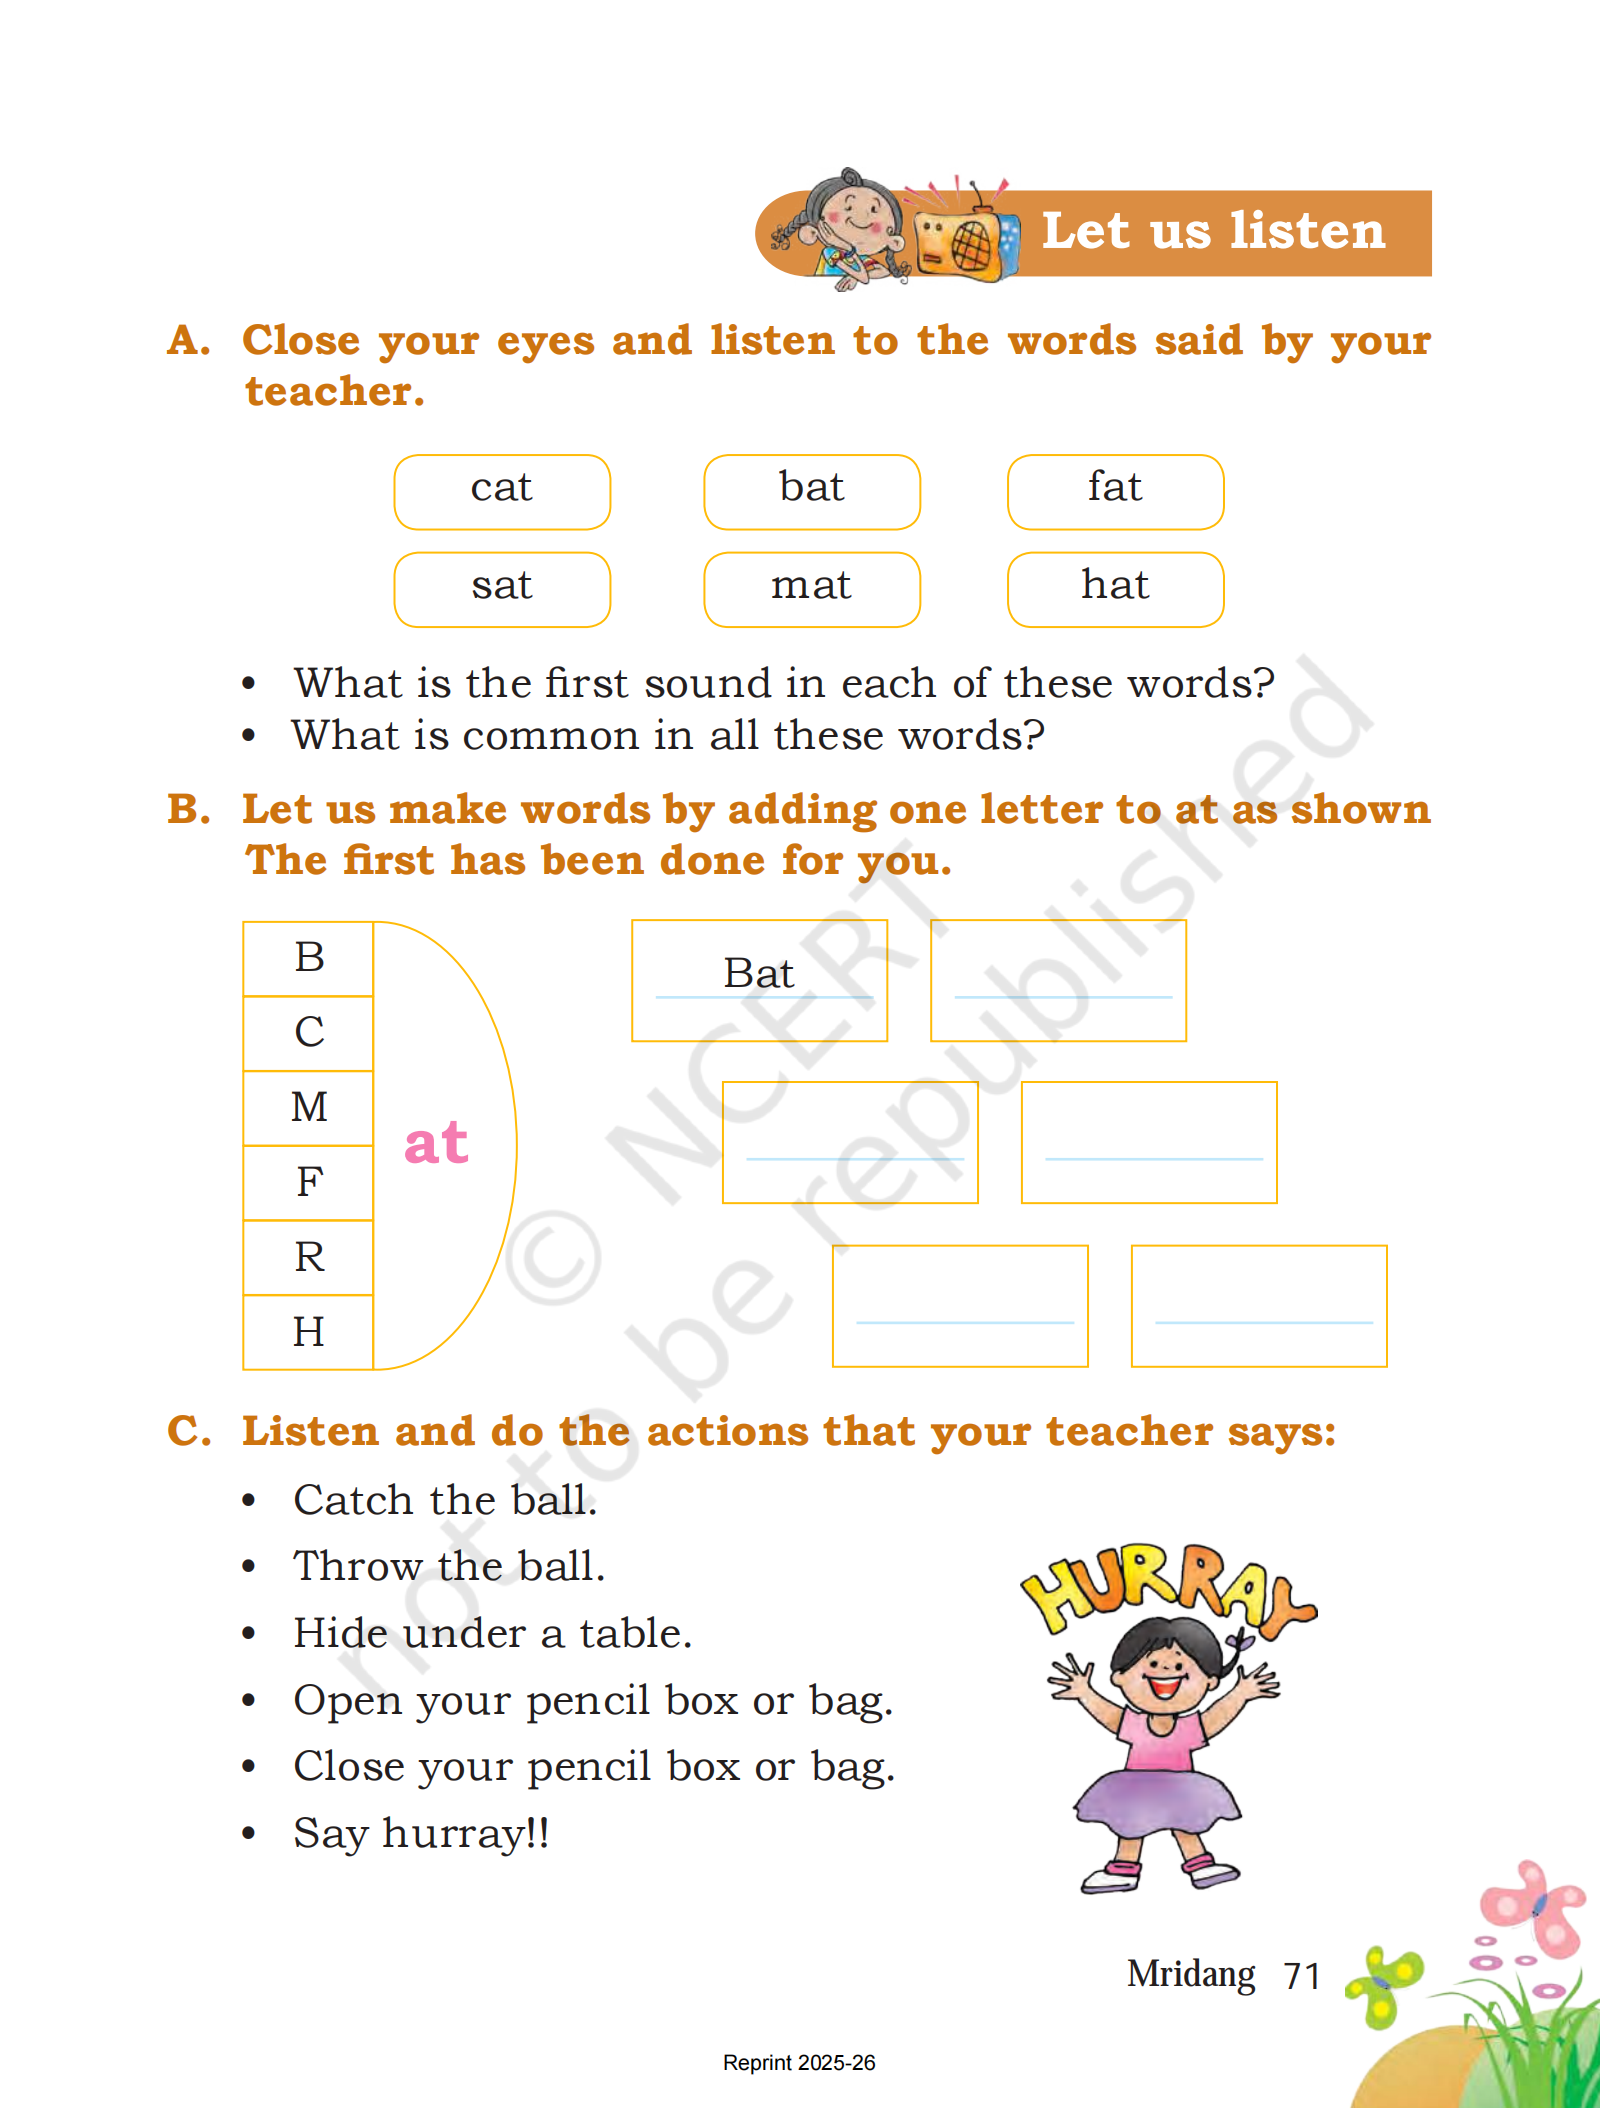 Let us listen
A. Close your eyes and listen to the words said by your
teacher.
cat bat fat
sat mat hat
• What is the first sound in each of these words?
• What is common in all these words?
B. Let us make words by adding one letter to at as shown
The first has been done for you.
B
C
M
F
R
H
at
Bat
C. Listen and do the actions that your teacher says:
• Catch the ball.
• Throw the ball.
• Hide under a table.
• Open your pencil box or bag.
• Close your pencil box or bag.
• Say hurray!!
HURRAY
© NCERT
not to be republished
Mridang 71
Reprint 2025-26